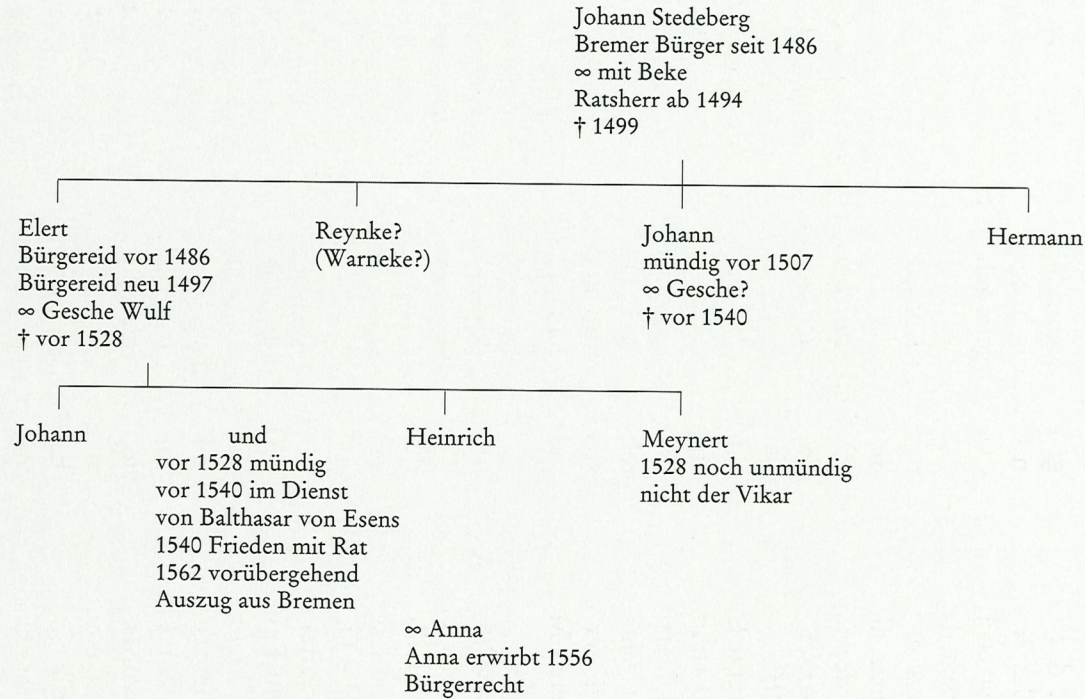 Johann Stedeberg
Bremer Bürger seit 1486
∞ mit Beke
Ratsherr ab 1494
† 1499
Elert
Bürgereid vor 1486
Bürgereid neu 1497
∞ Gesche Wulf
† vor 1528
Reynke?
(Warneke?)
Johann
mündig vor 1507
∞ Gesche?
† vor 1540
Hermann
Johann
und
Heinrich
vor 1528 mündig
vor 1540 im Dienst
von Balthasar von Esens
1540 Frieden mit Rat
1562 vorübergehend
Auszug aus Bremen
∞ Anna
Anna erwirbt 1556
Bürgerrecht
Meynert
1528 noch unmündig
nicht der Vikar